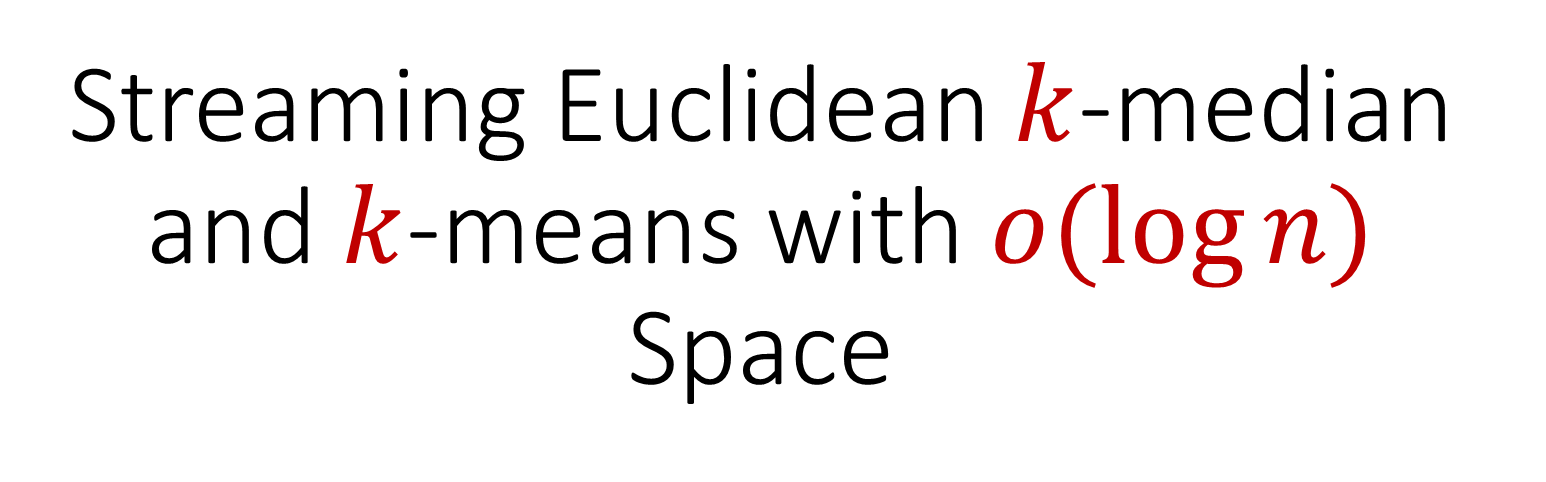 Streaming Euclidean k-median
and k-means with o(log n)
Space